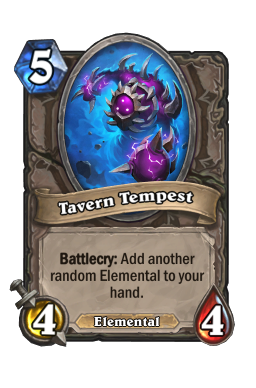 5
Tavern Tempest
Battlecry: Add another
random Elemental to your
hand.
4
Elemental
4